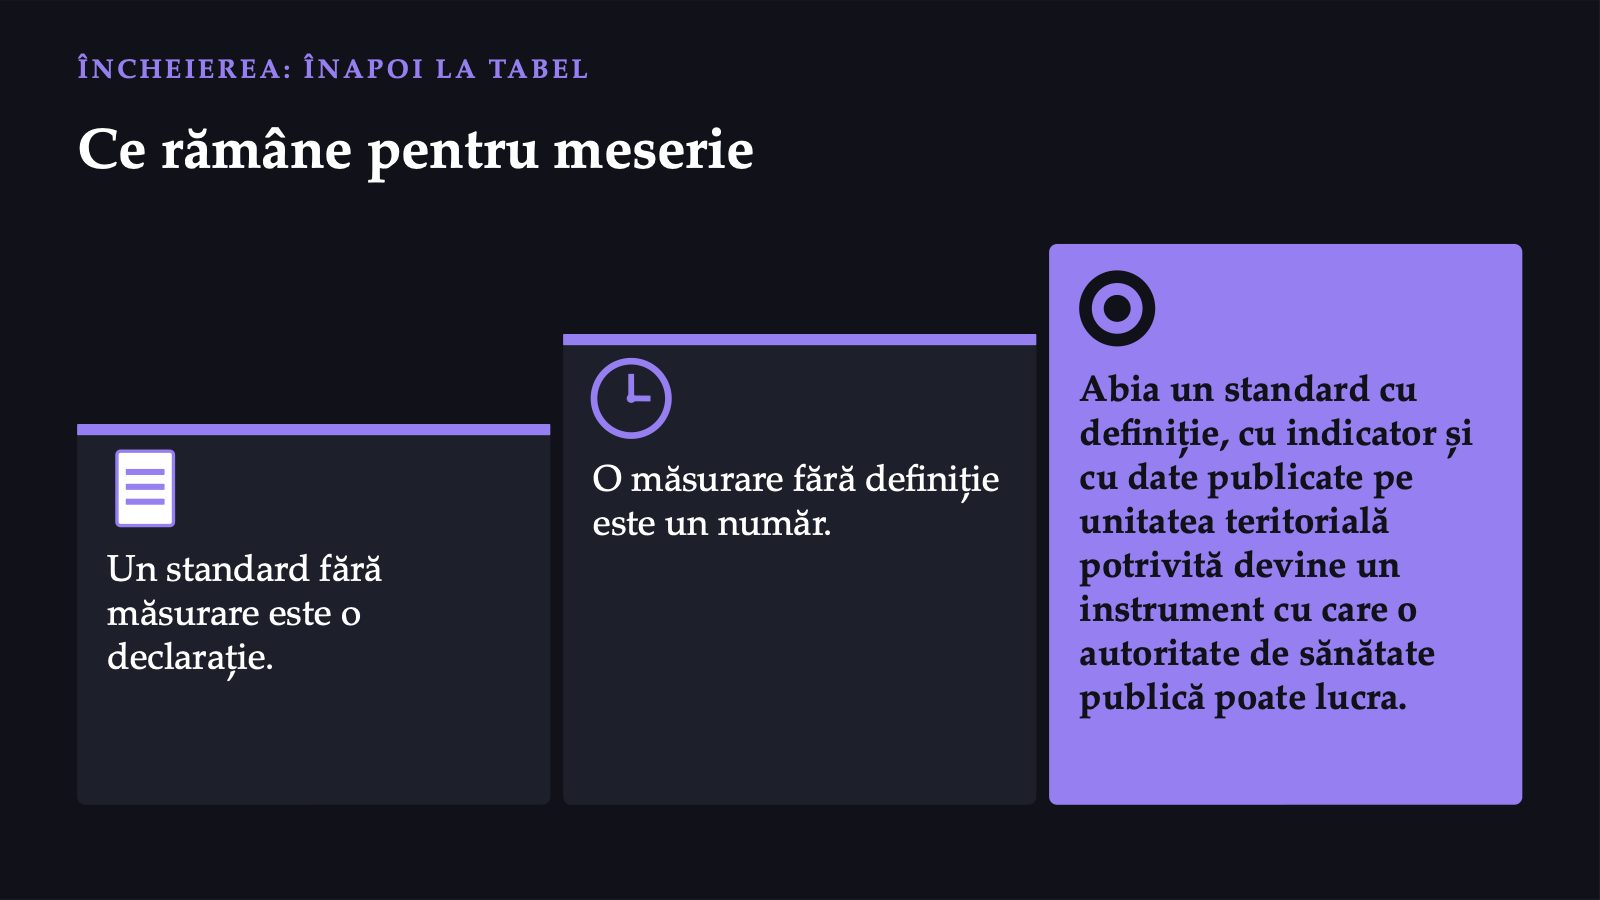 ÎNCHEIEREA: ÎNAPOI LA TABEL
Ce rămâne pentru meserie
Un standard fără
măsurare este o
declarație.
O măsurare fără definiție
este un număr.
Abia un standard cu
definiție, cu indicator și
cu date publicate pe
unitatea teritorială
potrivită devine un
instrument cu care o
autoritate de sănătate
publică poate lucra.